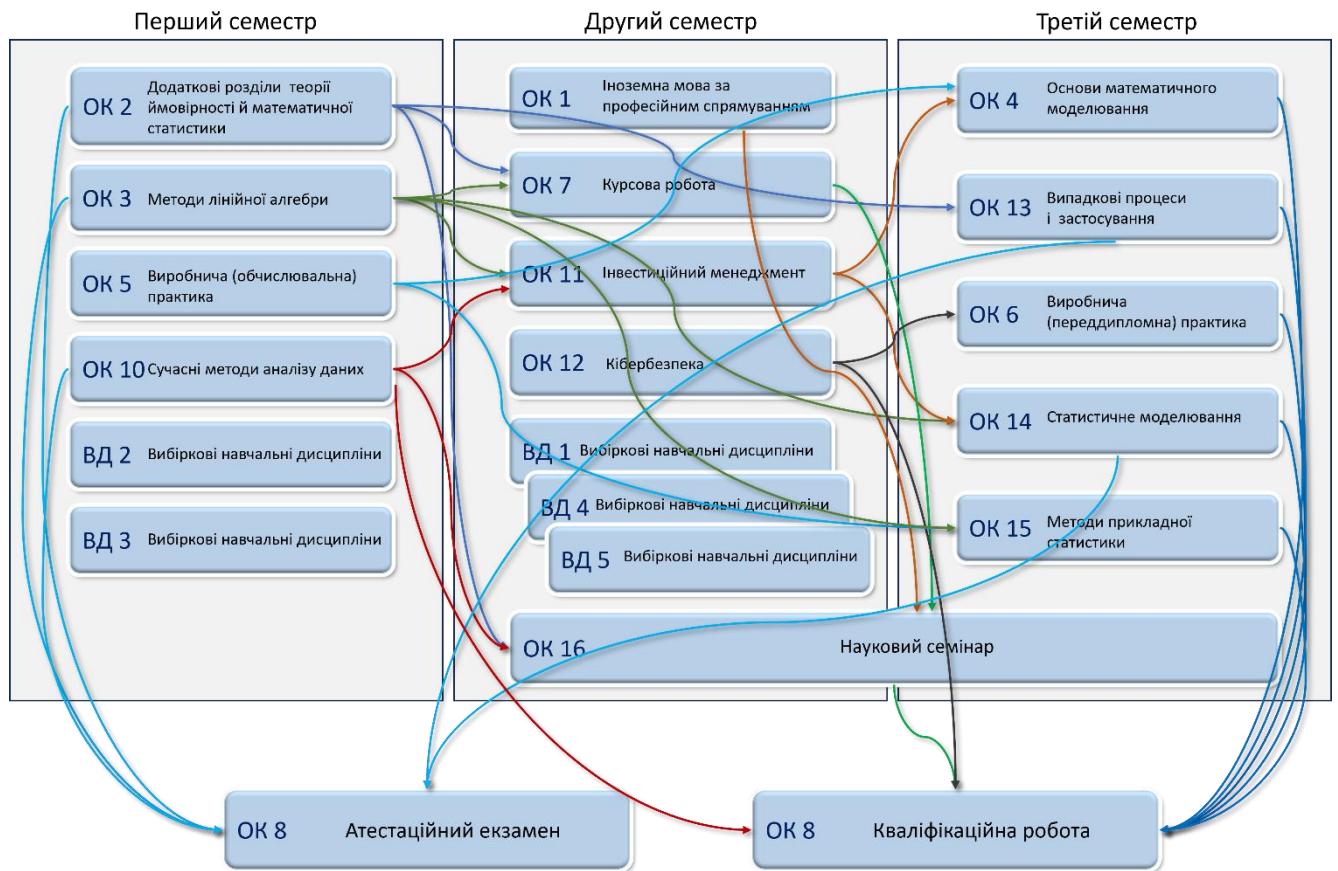 Перший семестр
Другий семестр
Третій семестр
ОК 2
Додаткові розділи теорії
ймовірності й математичної
статистики
ОК 3
Методи лінійної алгебри
ОК 5
Виробнича (обчислювальна)
практика
ОК 10
Сучасні методи аналізу даних
ВД 2
Вибіркові навчальні дисципліни
ВД 3
Вибіркові навчальні дисципліни
ОК 1
Іноземна мова за
професійним спрямуванням
ОК 7
Курсова робота
ОК 11
Інвестиційний менеджмент
ОК 12
Кібербезпека
ВД 1
Вибіркові навчальні дисципліни
ВД 4
Вибіркові навчальні дисципліни
ВД 5
Вибіркові навчальні дисципліни
ОК 4
Основи математичного
моделювання
ОК 13
Випадкові процеси
і застосування
ОК 6
Виробнича
(переддипломна) практика
ОК 14
Статистичне моделювання
ОК 15
Методи прикладної
статистики
ОК 16
Науковий семінар
ОК 8
Атестаційний екзамен
ОК 8
Кваліфікаційна робота